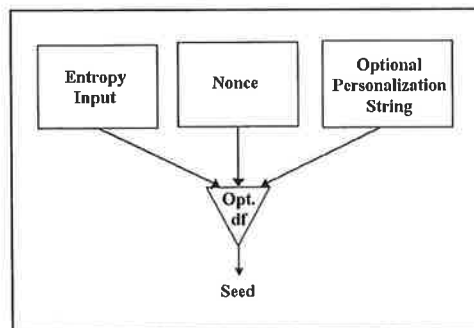 Entropy
Input
Nonce
Optional
Personalization
String
Opt.
df
Seed